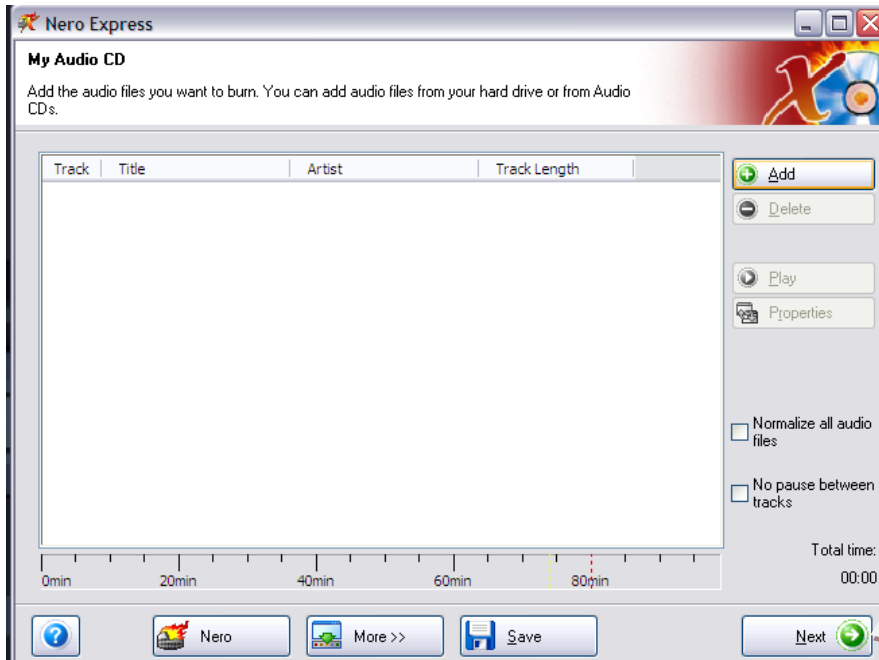 Nero Express
My Audio CD
Add the audio files you want to burn. You can add audio files from your hard drive or from Audio
CDs.
Track Title Artist Track Length
Add
Delete
Play
Properties
Normalize all audio
files
No pause between
tracks
Total time:
00:00
0min 20min 40min 60min 80min
Nero More >> Save Next